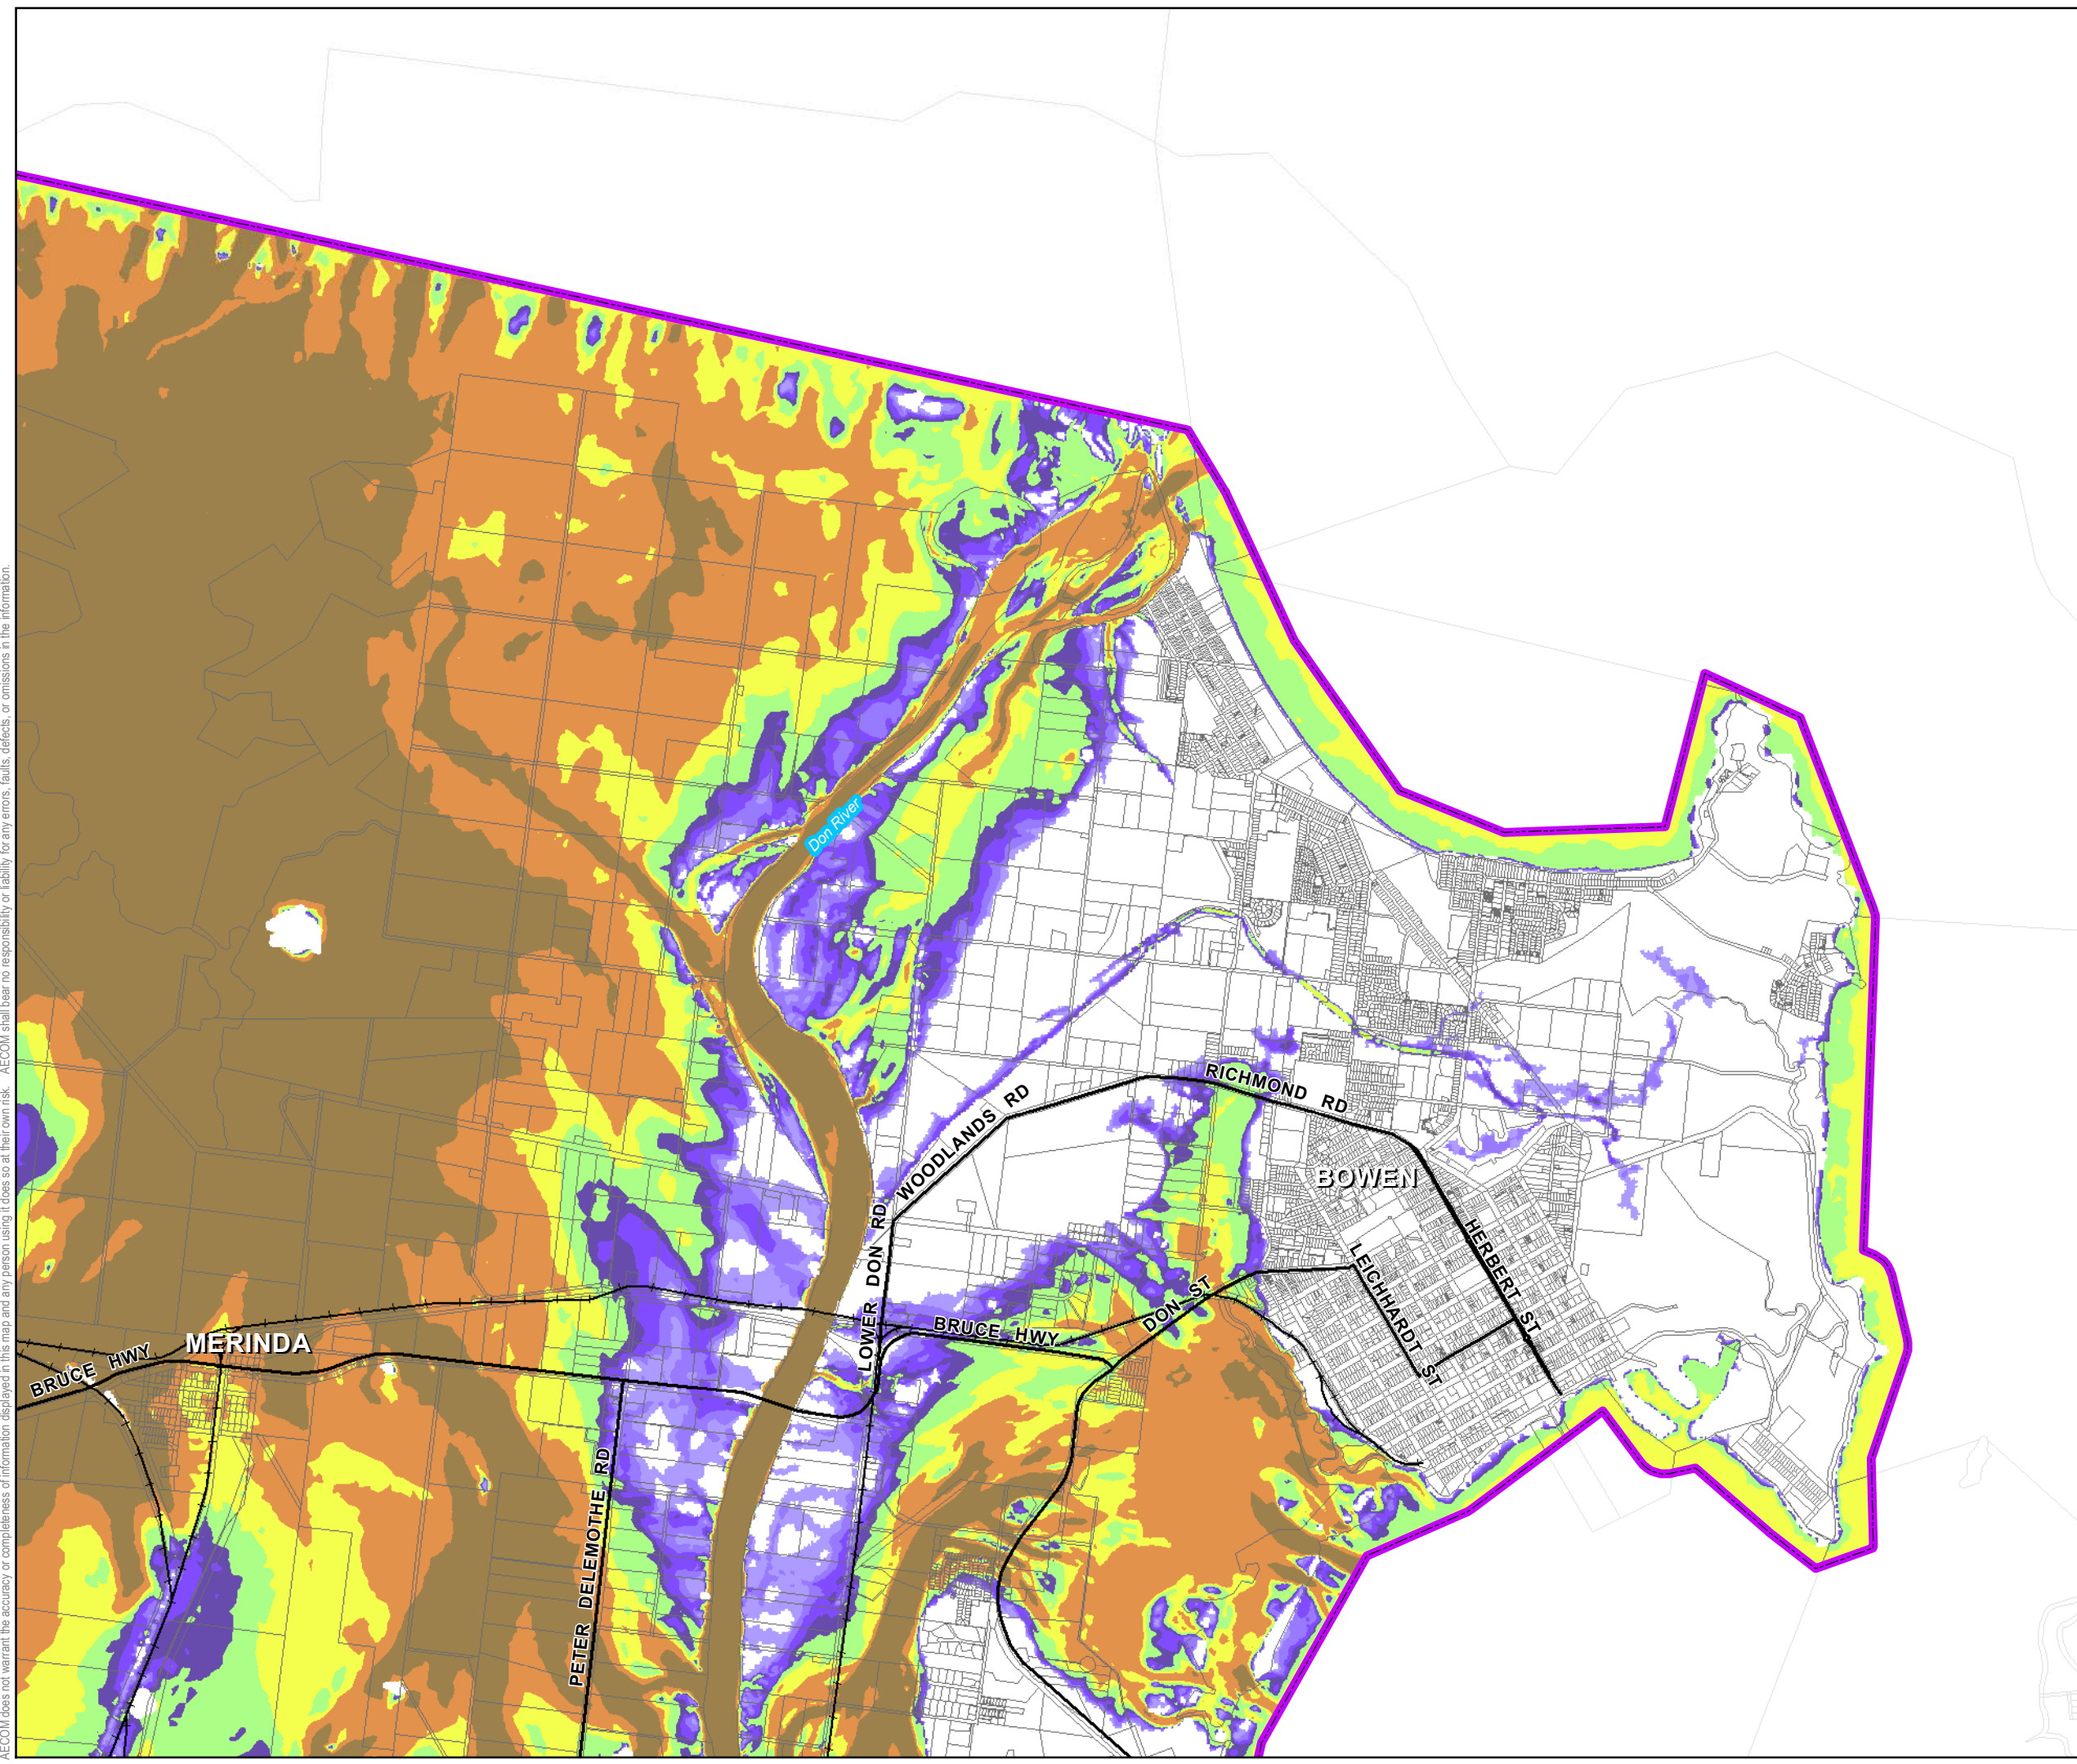 AECOM does not warrant the accuracy or completeness of information displayed in this map and any person using it does so at their own risk. AECOM shall bear no responsibility or liability for any errors, faults, defects, or omissions in the information.
Don River
RICHMOND RD
WOODLANDS RD
BOWEN
LOWER DON RD
HERBERT ST
LEICHHARDT ST
DON ST
BRUCE HWY
MERINDA
BRUCE HWY
PETER DELEMOTHE RD